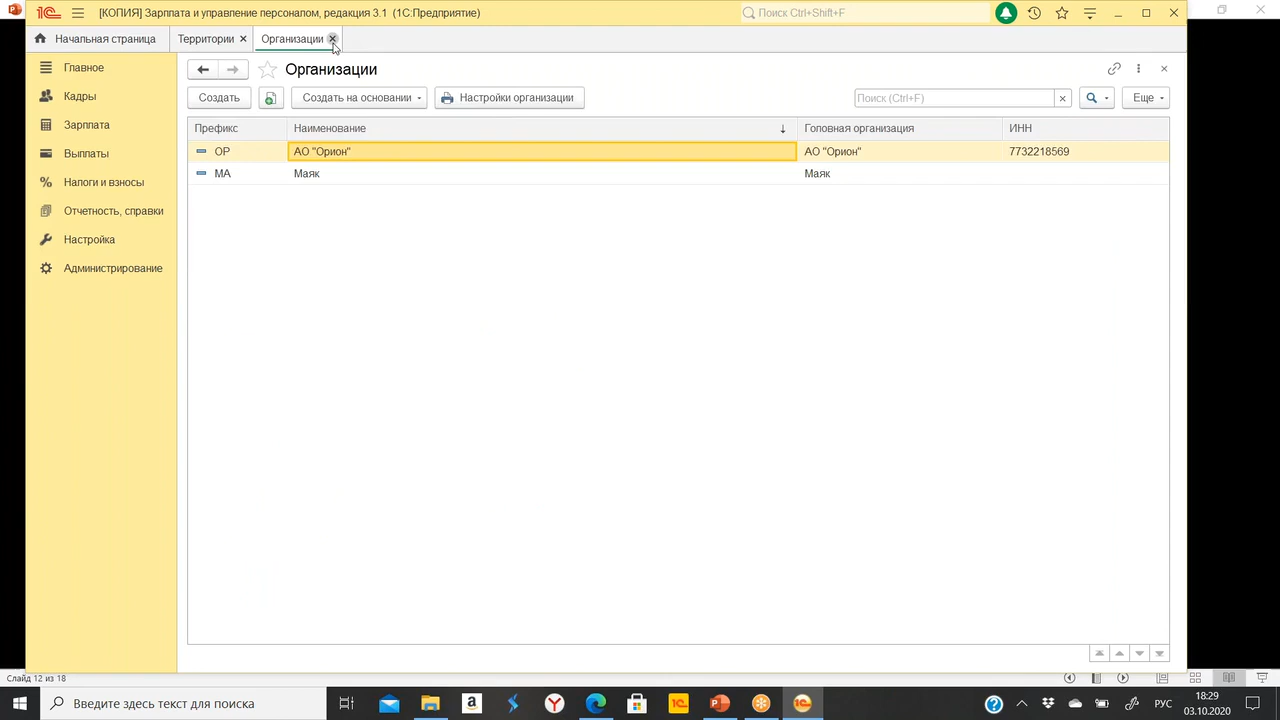 [КОПИЯ] Зарплата и управление персоналом, редакция 3.1 (1С:Предприятие)
Поиск Ctrl+Shift+F
Начальная страница
Территории
Организации
Главное
Кадры
Зарплата
Выплаты
Налоги и взносы
Отчетность, справки
Настройка
Администрирование
Организации
Создать
Создать на основании
Настройки организации
Поиск (Ctrl+F)
Еще
Префикс Наименование Головная организация ИНН
ОР АО "Орион" АО "Орион" 7732218569
МА Маяк Маяк
Слайд 12 из 18
Введите здесь текст для поиска
РУС
18:29
03.10.2020